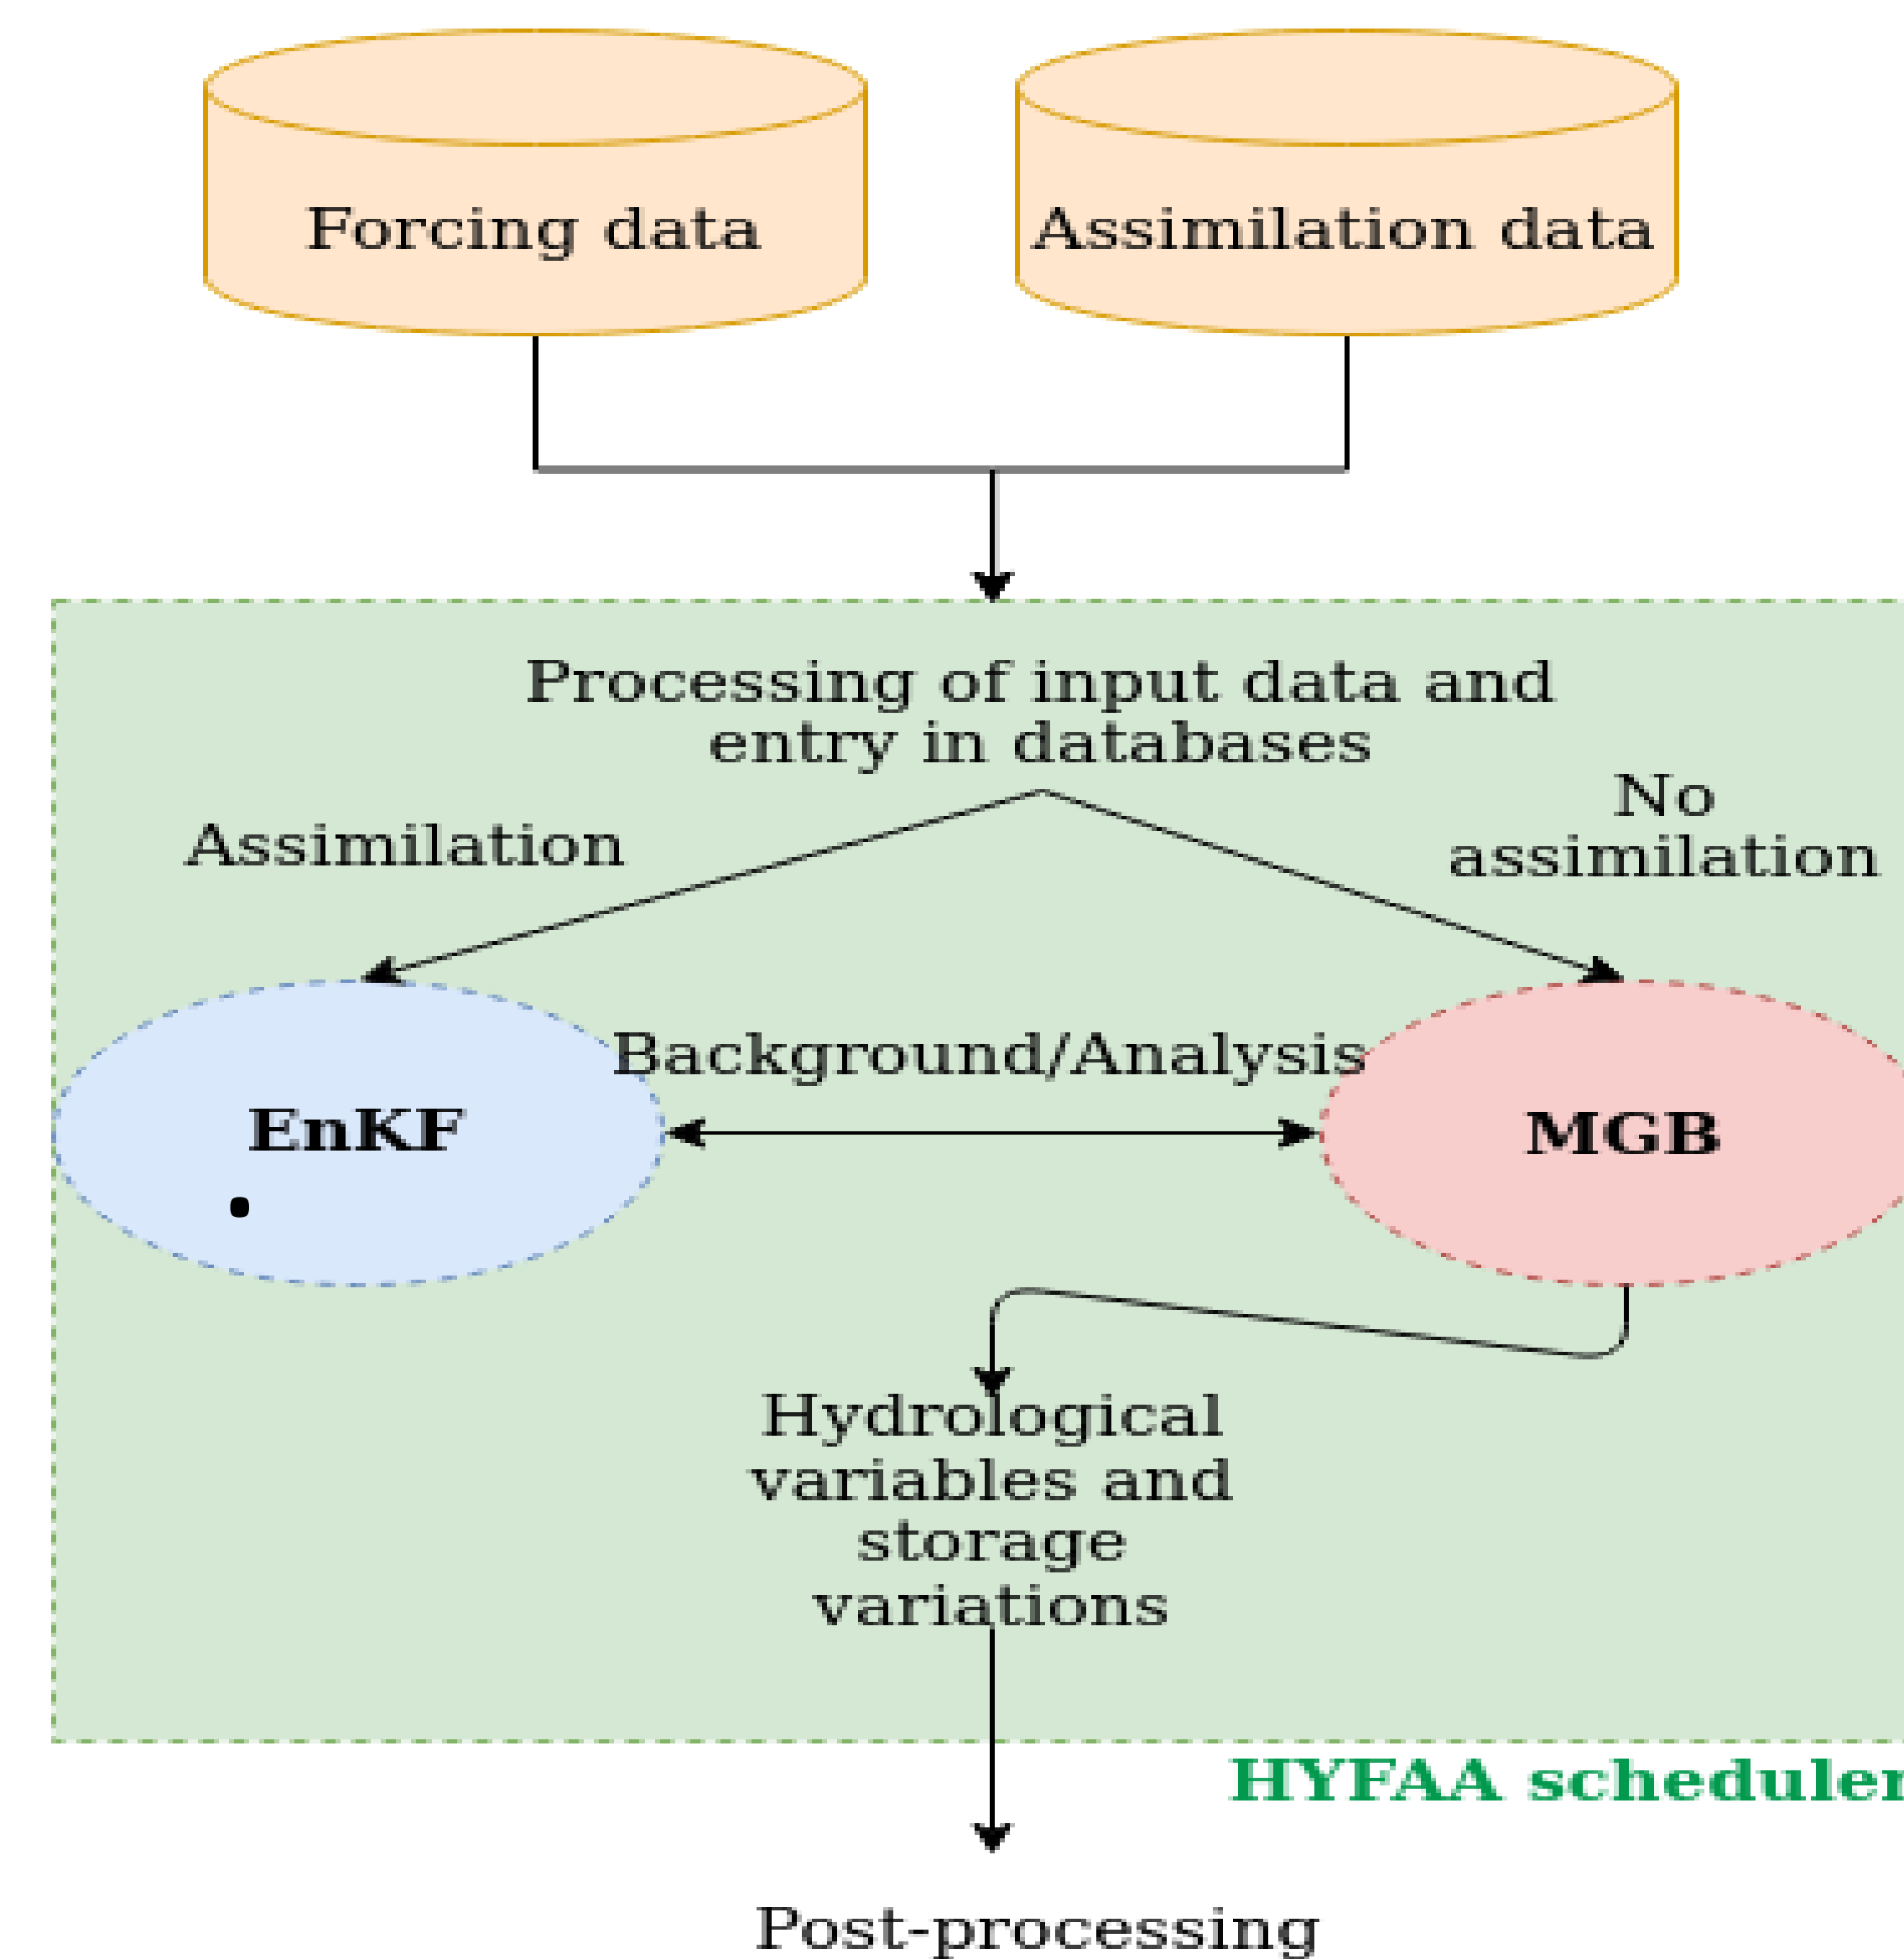 Forcing data
Assimilation data
Processing of input data and
entry in databases
Assimilation
No
assimilation
Background/Analysis
EnKF
MGB
Hydrological
variables and
storage
variations
HYFAA scheduler
Post-processing